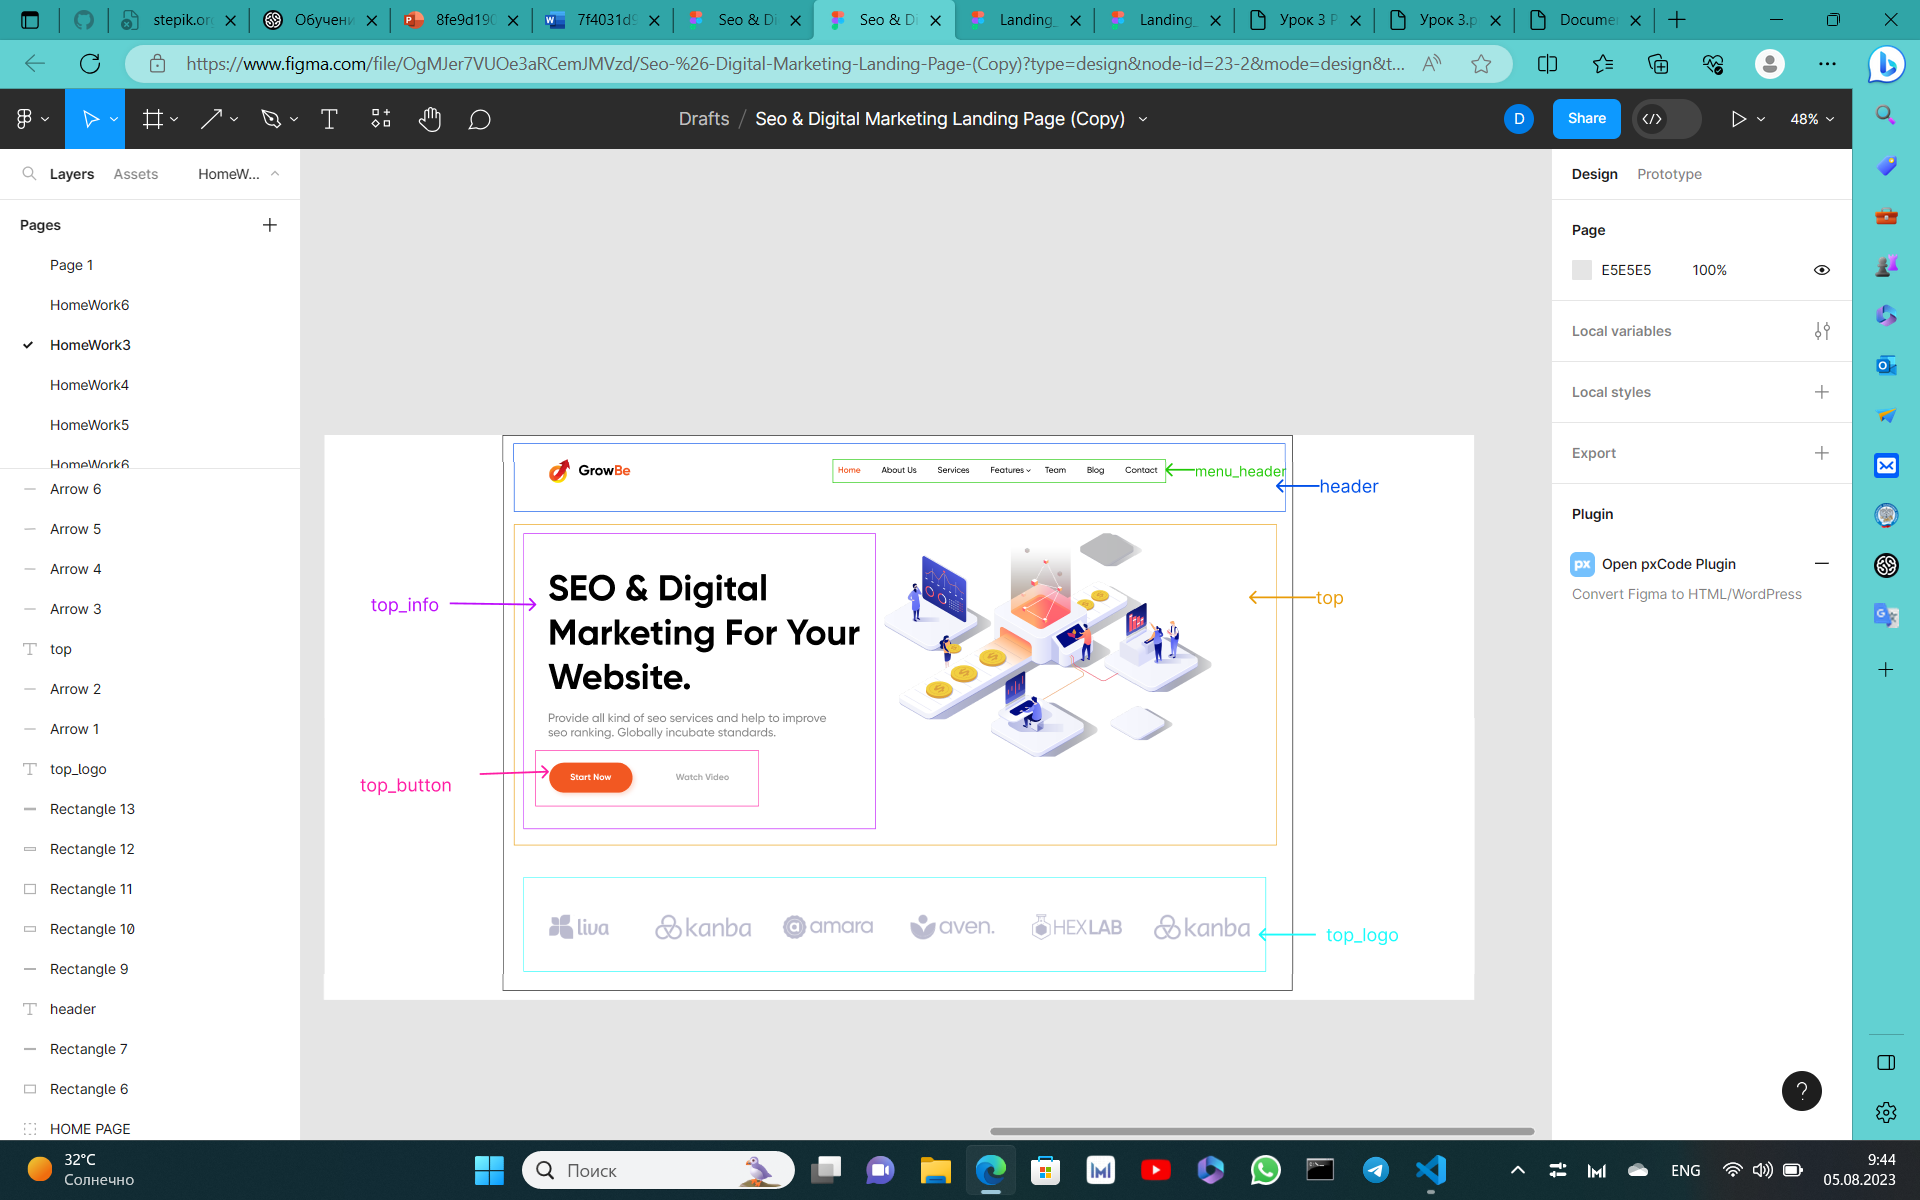 stepik.or
Обучени
8fe9d190
7f4031d9
Seo & Di
Seo & Di
Landing_
Landing_
Урок 3 Р
Урок 3.p
Docume
https://www.figma.com/file/OgMJer7VUOe3aRCemJMVzd/Seo-%26-Digital-Marketing-Landing-Page-(Copy)?type=design&node-id=23-2&mode=design&t...
Drafts / Seo & Digital Marketing Landing Page (Copy)
D
Share
48%
Layers
Assets
HomeW...
Pages
Page 1
HomeWork6
HomeWork3
HomeWork4
HomeWork5
HomeWork6
Arrow 6
Arrow 5
Arrow 4
Arrow 3
top
Arrow 2
Arrow 1
top_logo
Rectangle 13
Rectangle 12
Rectangle 11
Rectangle 10
Rectangle 9
header
Rectangle 7
Rectangle 6
HOME PAGE
GrowBe
Home
About Us
Services
Features
Team
Blog
Contact
menu_header
header
top_info
SEO & Digital
Marketing For Your
Website.
top
Provide all kind of seo services and help to improve
seo ranking. Globally incubate standards.
top_button
Start Now
Watch Video
liva
kanba
amara
aven.
HEXLAB
kanba
top_logo
Design
Prototype
Page
E5E5E5
100%
Local variables
Local styles
Export
Plugin
px
Open pxCode Plugin
Convert Figma to HTML/WordPress
?
32°C
Солнечно
Поиск
ENG
9:44
05.08.2023